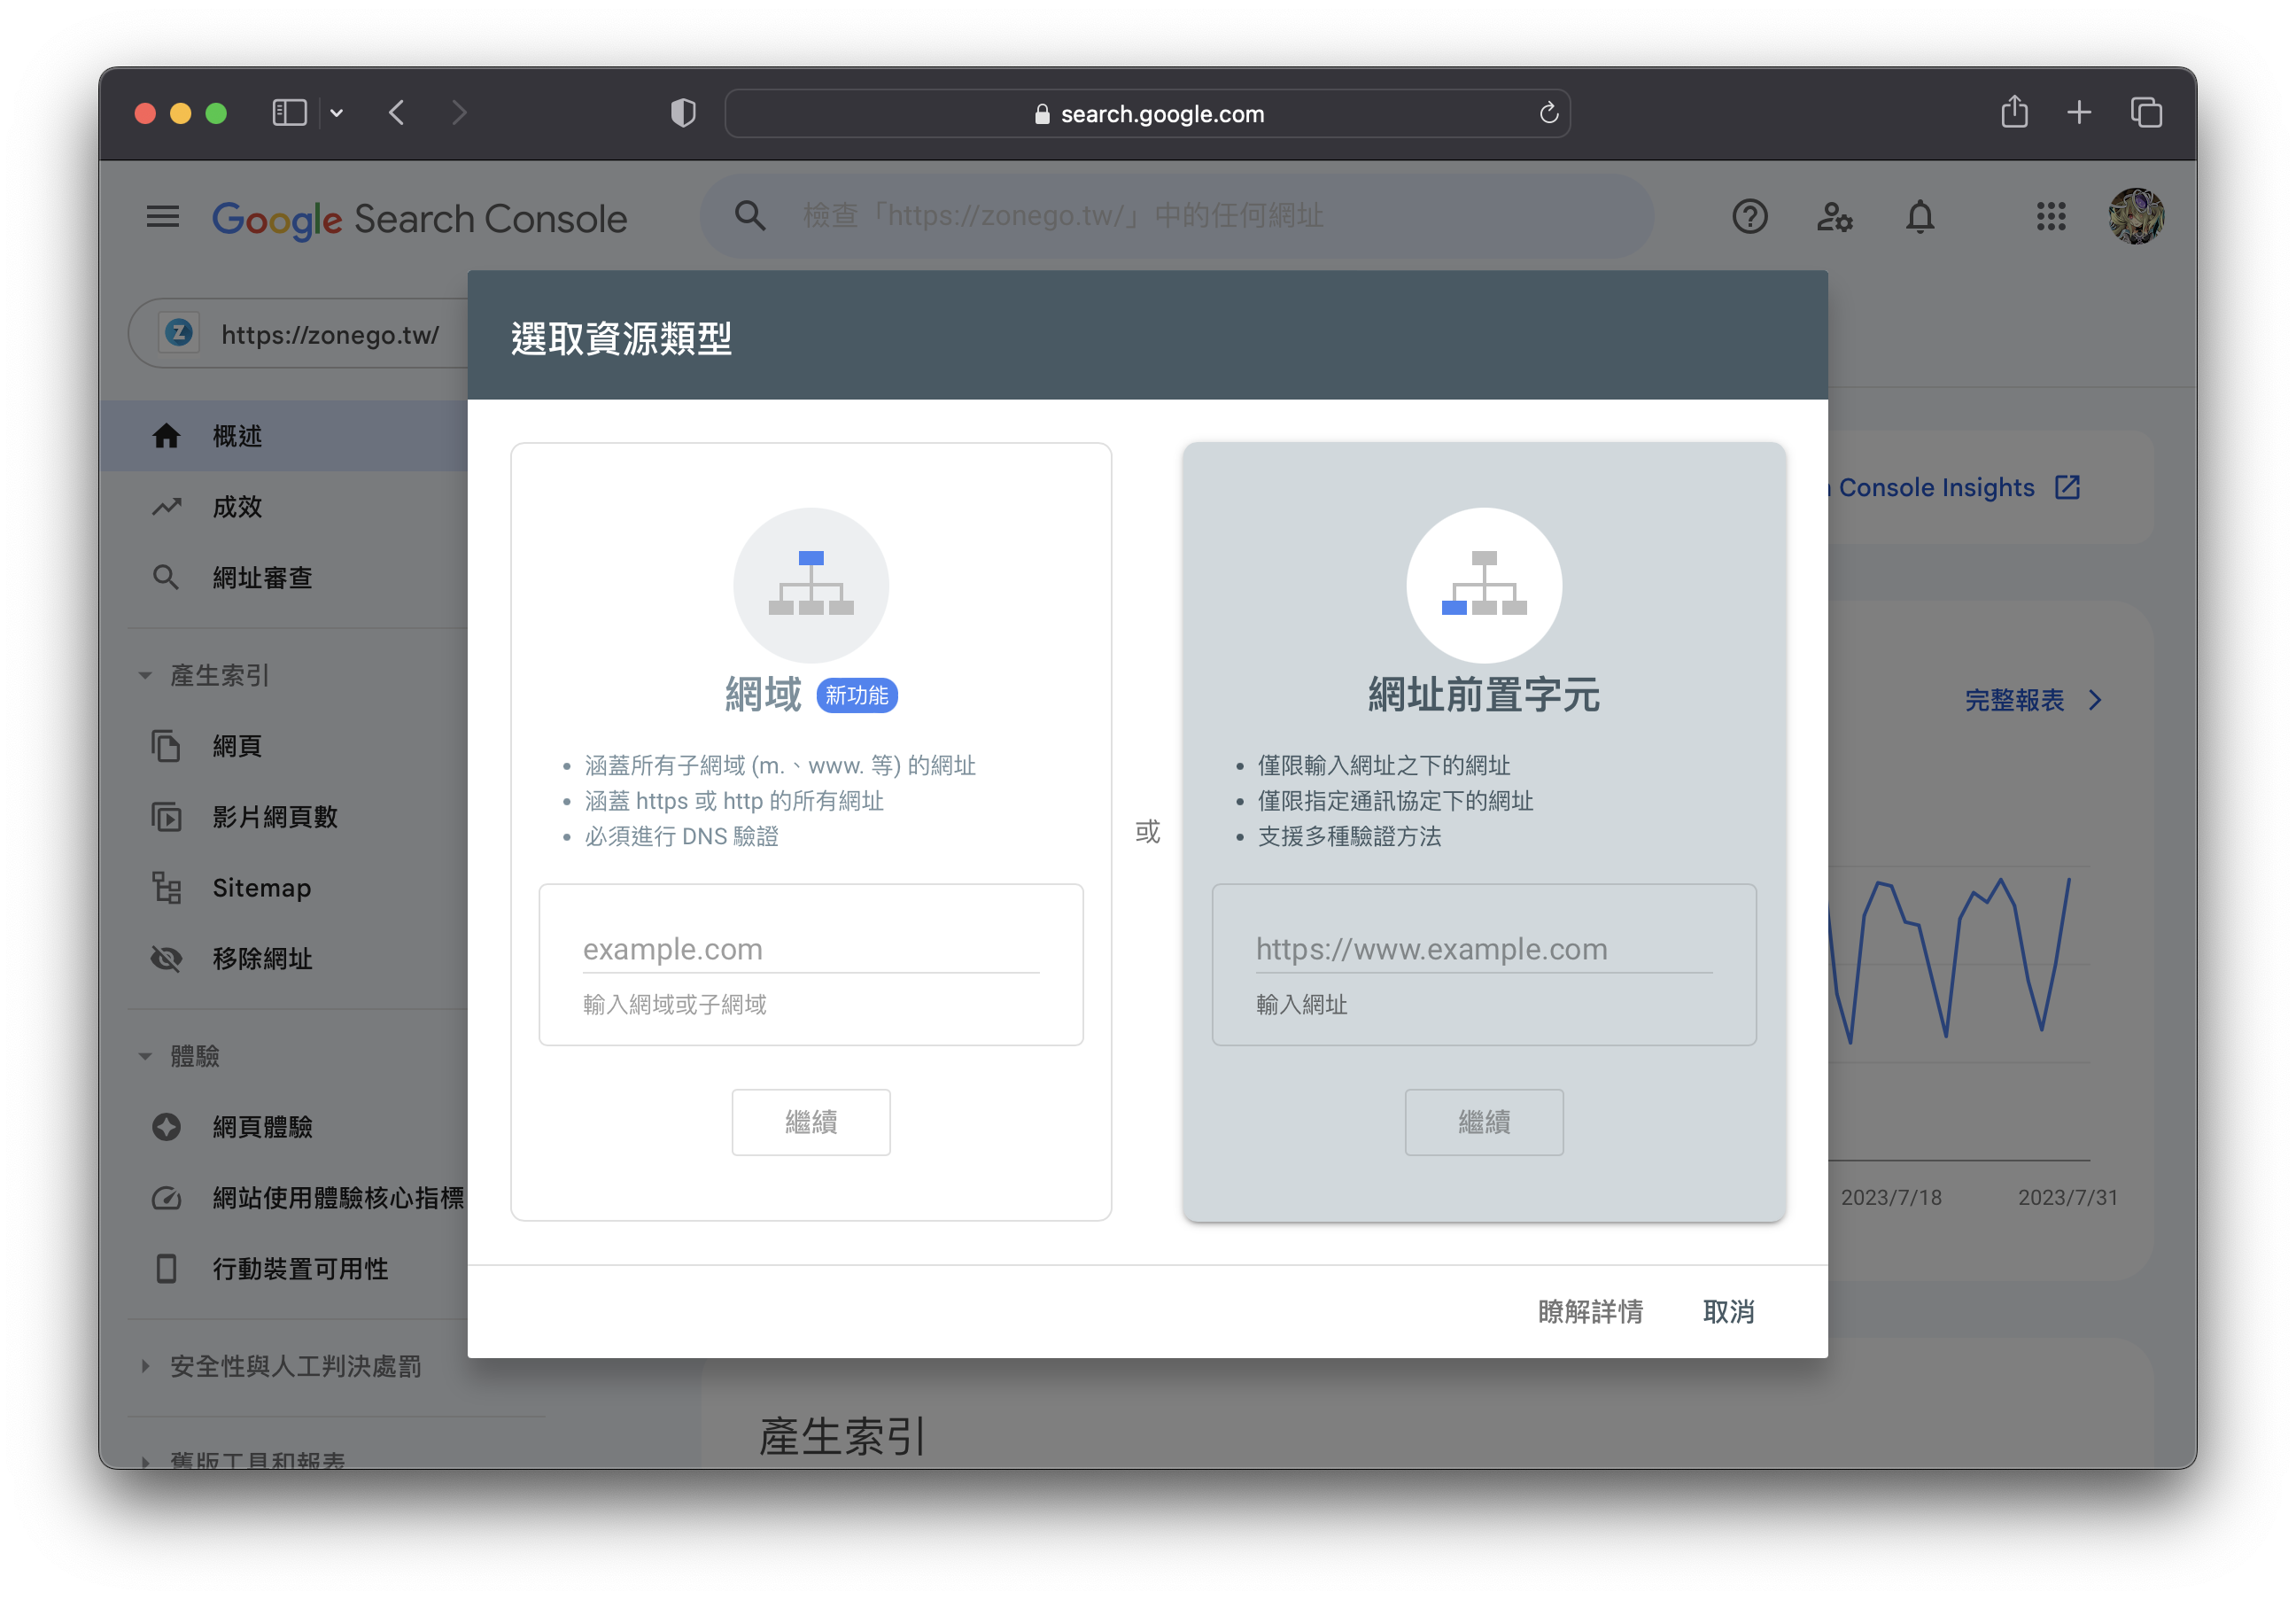 search.google.com
Google Search Console
檢查「https://zonego.tw/」中的任何網址
https://zonego.tw/
選取資源類型
概述
成效
網址審查
產生索引
網頁
影片網頁數
Sitemap
移除網址
體驗
網頁體驗
網站使用體驗核心指標
行動裝置可用性
安全性與人工判決處罰
舊版工具和報表
網域 新功能
涵蓋所有子網域 (m.、www. 等) 的網址
涵蓋 https 或 http 的所有網址
必須進行 DNS 驗證
example.com
輸入網域或子網域
繼續
或
網址前置字元
僅限輸入網址之下的網址
僅限指定通訊協定下的網址
支援多種驗證方法
https://www.example.com
輸入網址
繼續
瞭解詳情 取消
Console Insights
完整報表
2023/7/18 2023/7/31
產生索引